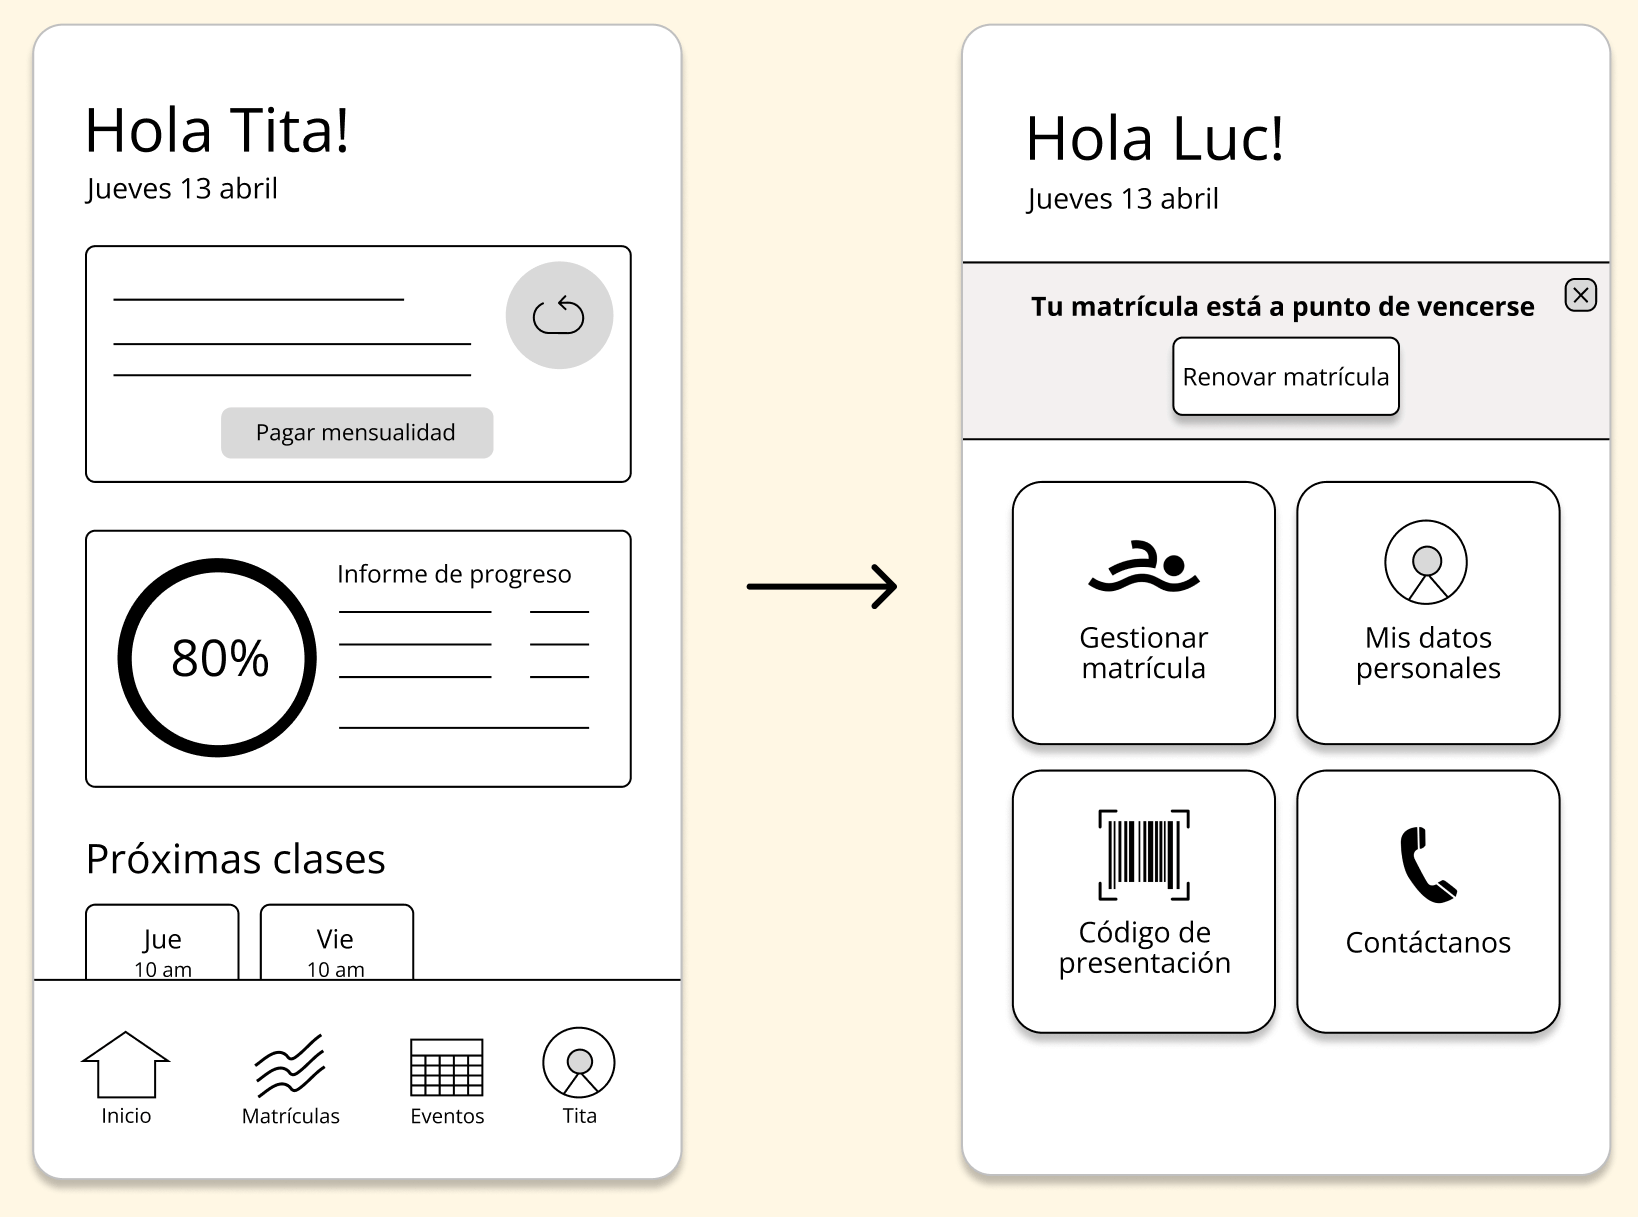 Hola Tita!
Jueves 13 abril
Pagar mensualidad
Informe de progreso
80%
Próximas clases
Jue
10 am
Vie
10 am
Inicio
Matrículas
Eventos
Tita
Hola Luc!
Jueves 13 abril
Tu matrícula está a punto de vencerse
Renovar matrícula
Gestionar
matrícula
Mis datos
personales
Código de
presentación
Contáctanos